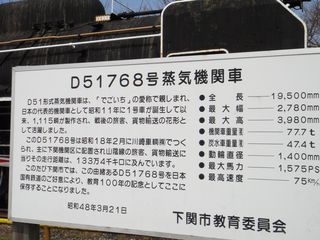 D51768号蒸気機関車
D51形式蒸気機関車は、「でごいち」の愛称で親しまれ、
日本の代表的機関車として昭和11年に1号車が誕生して以
来、1,115輌が製作され、戦後の旅客、貨物輸送の花形と
して活躍しました。
このD51768号は昭和18年2月に川崎車輌㈱でつく
られ、主に下関機関区に配置され山陰線の旅客、貨物輸送に
当りその走行距離は、133万4千キロに及んでいます。
このたび下関市では、この由緒あるD51768号を日本
国有鉄道のご好意により、教育100年の記念としてここに
保存することになりました。
昭和48年3月21日
●全長 19,500mm
●最大幅 2,780mm
●最大高 3,980mm
●機関車重量 77.7t
●炭水車重量 47.4t
●動輪直径 1,400mm
●最大馬力 1,575PS
●最高速度 75
下関市教育委員会